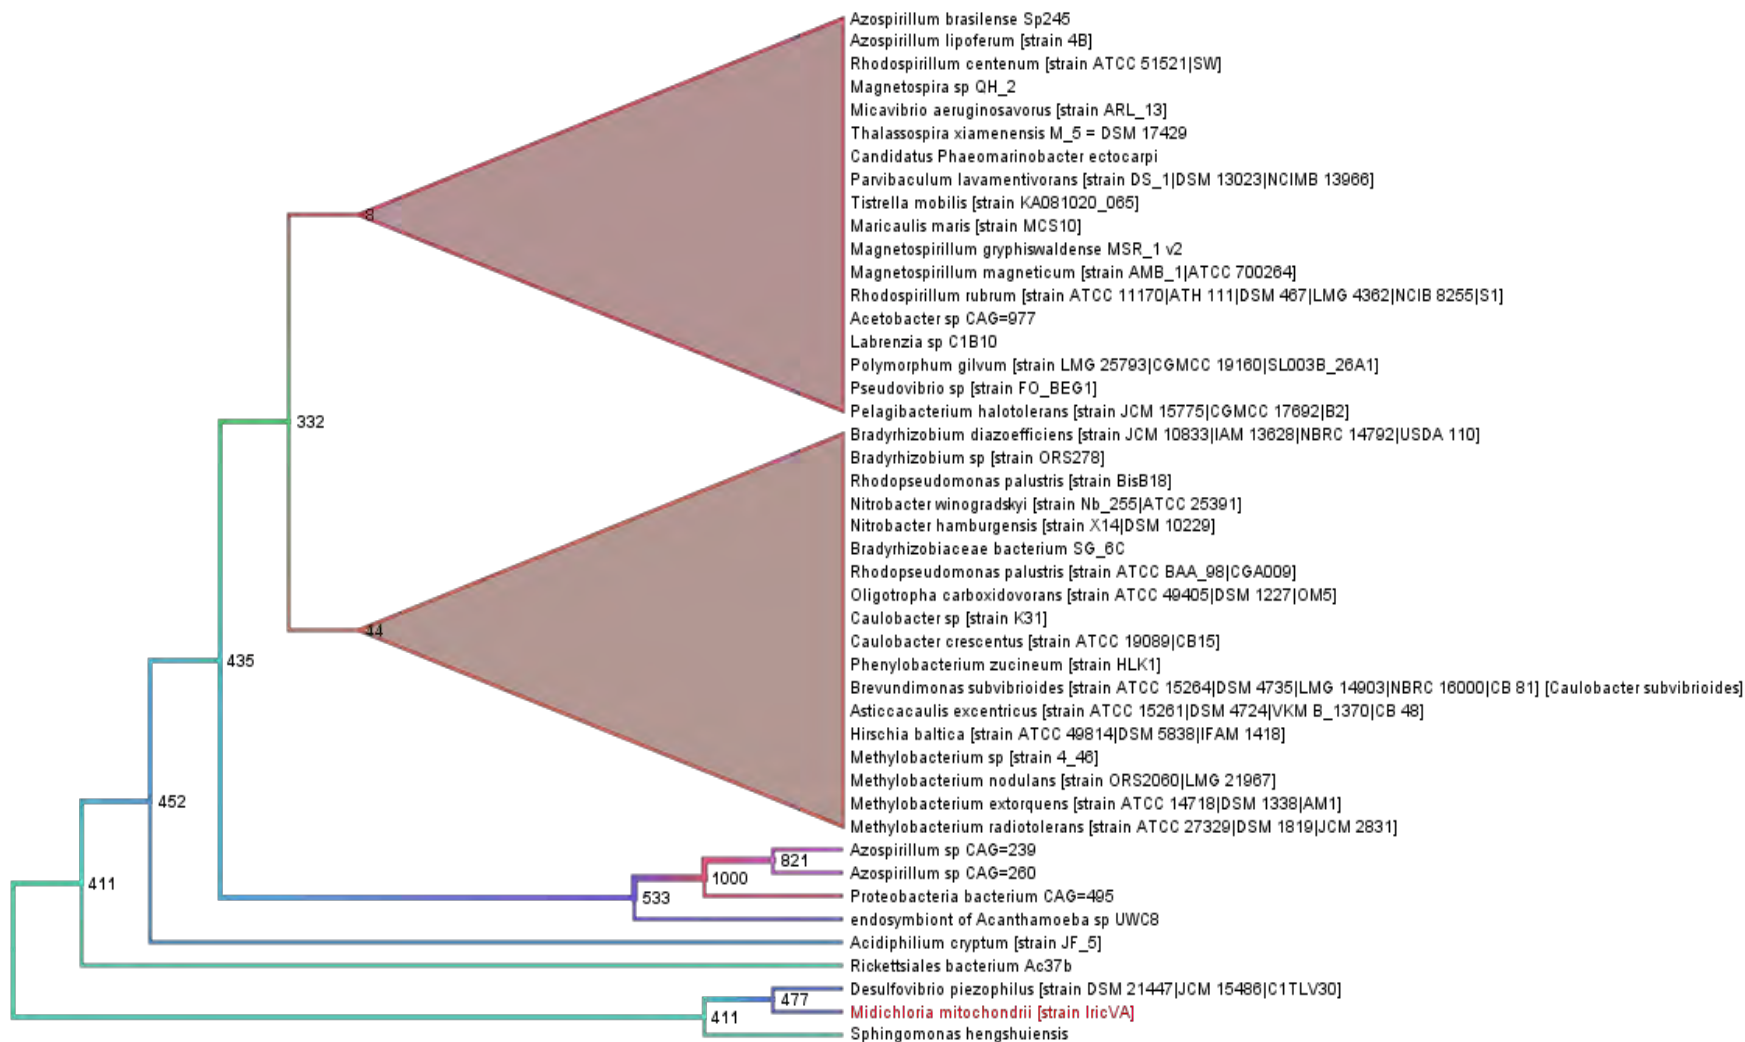 Azospirillum brasilense Sp245
Azospirillum lipoferum [strain 4B]
Rhodospirillum centenum [strain ATCC 51521|SW]
Magnetospira sp QH_2
Micavibrio aeruginosavorus [strain ARL_13]
Thalassospira xiamenensis M_5 = DSM 17429
Candidatus Phaeomarinobacter ectocarpi
Parvibaculum lavamentivorans [strain DS_1|DSM 13023|NCIMB 13966]
Tistrella mobilis [strain KA081020_065]
8
Maricaulis maris [strain MCS10]
Magnetospirillum gryphiswaldense MSR_1 v2
Magnetospirillum magneticum [strain AMB_1|ATCC 700264]
Rhodospirillum rubrum [strain ATCC 11170|ATH 111|DSM 467|LMG 4362|NCIB 8255|S1]
Acetobacter sp CAG=977
Labrenzia sp C1B10
Polymorphum gilvum [strain LMG 25793|CGMCC 19160|SL003B_26A1]
Pseudovibrio sp [strain FO_BEG1]
Pelagibacterium halotolerans [strain JCM 15775|CGMCC 17692|B2]
332
Bradyrhizobium diazoefficiens [strain JCM 10833|IAM 13628|NBRC 14792|USDA 110]
Bradyrhizobium sp [strain ORS278]
Rhodopseudomonas palustris [strain BisB18]
Nitrobacter winogradskyi [strain Nb_255|ATCC 25391]
Nitrobacter hamburgensis [strain X14|DSM 10229]
Bradyrhizobiaceae bacterium SG_6C
Rhodopseudomonas palustris [strain ATCC BAA_98|CGA009]
Oligotropha carboxidovorans [strain ATCC 49405|DSM 1227|OM5]
Caulobacter sp [strain K31]
44
Caulobacter crescentus [strain ATCC 19089|CB15]
435
Phenylobacterium zucineum [strain HLK1]
Brevundimonas subvibrioides [strain ATCC 15264|DSM 4735|LMG 14903|NBRC 16000|CB 81] [Caulobacter subvibrioides]
Asticcacaulis excentricus [strain ATCC 15261|DSM 4724|VKM B_1370|CB 48]
Hirschia baltica [strain ATCC 49814|DSM 5838|IFAM 1418]
Methylobacterium sp [strain 4_46]
Methylobacterium nodulans [strain ORS2060|LMG 21967]
452
Methylobacterium extorquens [strain ATCC 14718|DSM 1338|AM1]
Methylobacterium radiotolerans [strain ATCC 27329|DSM 1819|JCM 2831]
Azospirillum sp CAG=239
821
Azospirillum sp CAG=260
1000
411
Proteobacteria bacterium CAG=495
533
endosymbiont of Acanthamoeba sp UWC8
Acidiphilium cryptum [strain JF_5]
Rickettsiales bacterium Ac37b
Desulfovibrio piezophilus [strain DSM 21447|JCM 15486|C1TLV30]
477
Midichloria mitochondrii [strain IricVA]
411
Sphingomonas hengshuiensis